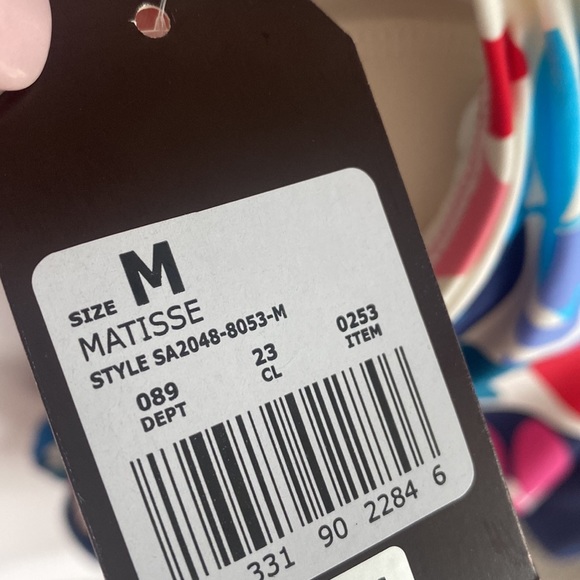 SIZE M
MATISSE
STYLE SA2048-8053-M
089 23 0253
DEPT CL ITEM
331 90 2284 6